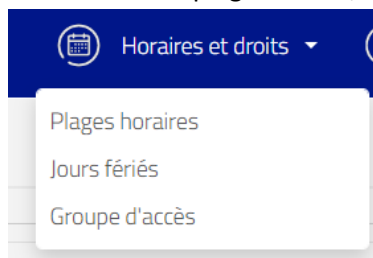 Horaires et droits
Plages horaires
Jours fériés
Groupe d'accès